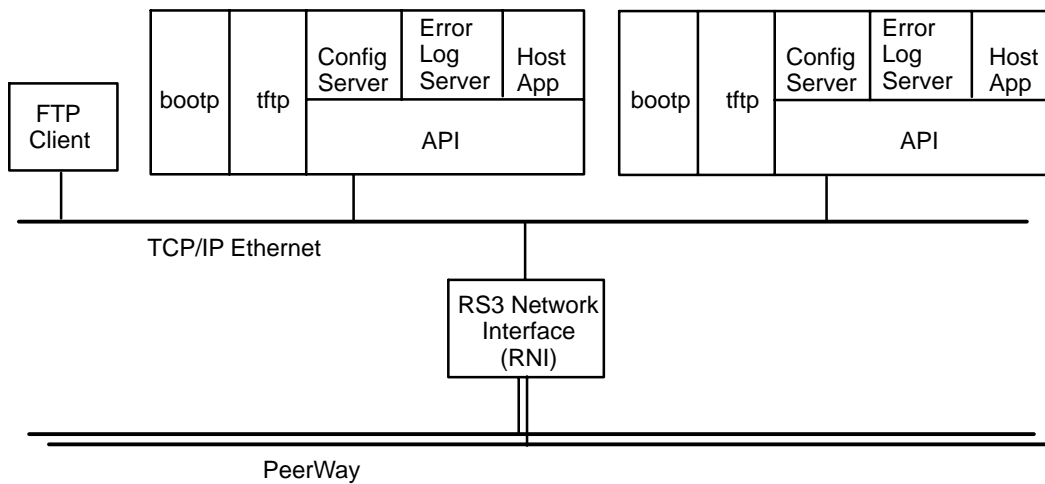 FTP
Client
bootp
tftp
Config
Server
Error
Log
Server
Host
App
API
bootp
tftp
Config
Server
Error
Log
Server
Host
App
API
TCP/IP Ethernet
RS3 Network
Interface
(RNI)
PeerWay